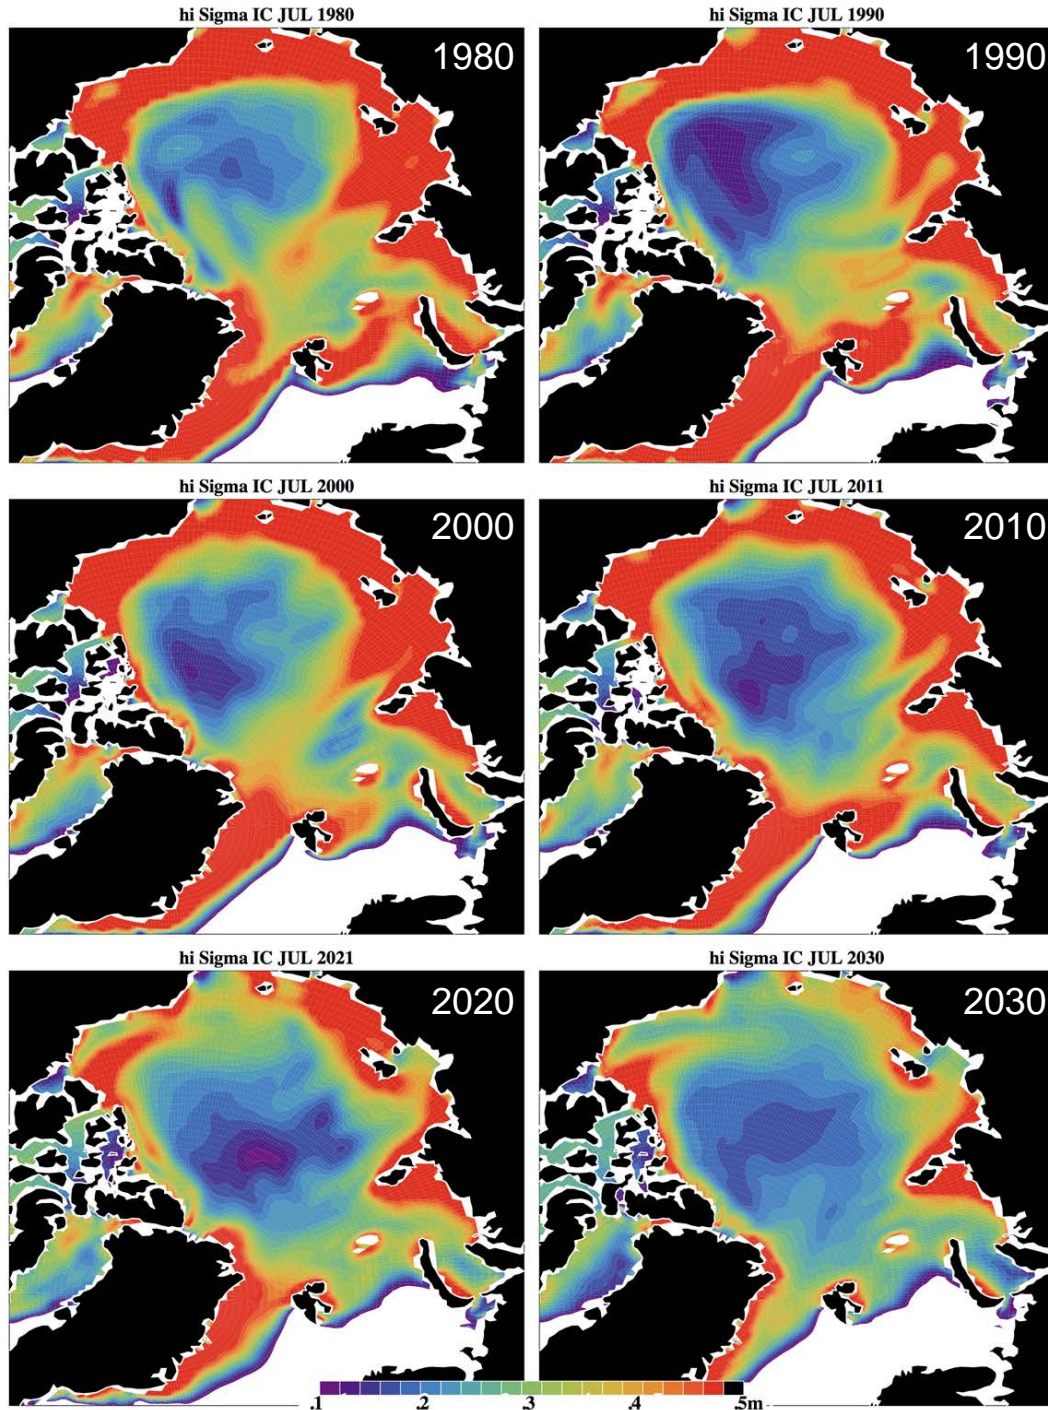 hi Sigma IC JUL 1980
1980
hi Sigma IC JUL 1990
1990
hi Sigma IC JUL 2000
2000
hi Sigma IC JUL 2011
2010
hi Sigma IC JUL 2021
2020
hi Sigma IC JUL 2030
2030
.1 .2 .3 .4 .5m